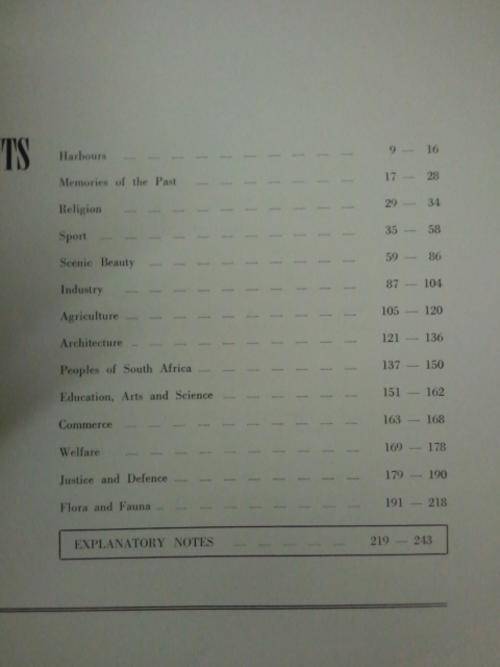 TS
Harbours — — — — — — — — — 9 — 16
Memories of the Past — — — — — — 17 — 28
Religion — — — — — — — — — 29 — 34
Sport — — — — — — — — — — 35 — 58
Scenic Beauty — — — — — — — — 59 — 86
Industry — — — — — — — — — 87 — 104
Agriculture — — — — — — — — — 105 — 120
Architecture — — — — — — — — — 121 — 136
Peoples of South Africa — — — — — — 137 — 150
Education, Arts and Science — — — — — 151 — 162
Commerce — — — — — — — — — 163 — 168
Welfare — — — — — — — — — 169 — 178
Justice and Defence — — — — — — — 179 — 190
Flora and Fauna — — — — — — — — 191 — 218
EXPLANATORY NOTES — — — — — 219 — 243